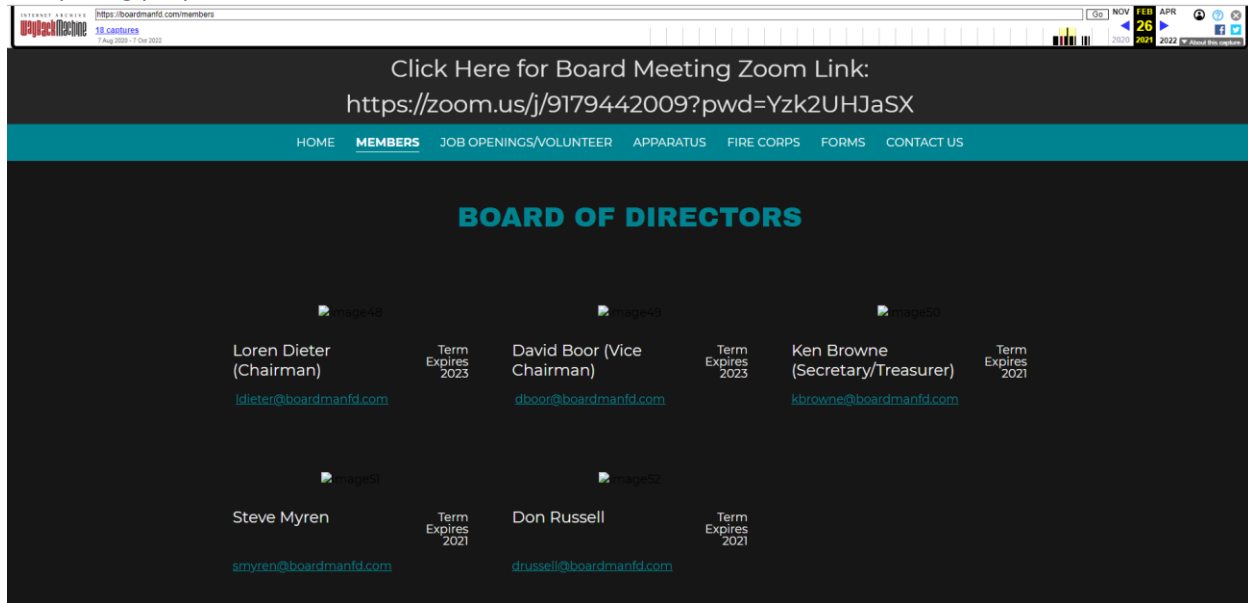 INTERNET ARCHIVE
WayBackMachine
https://boardmanfd.com/members
Go
NOV FEB APR
18 captures
26
7 Aug 2020 - 7 Oct 2022
2020 2021 2022
About this capture
Click Here for Board Meeting Zoom Link:
https://zoom.us/j/9179442009?pwd=Yzk2UHJaSX
HOME MEMBERS JOB OPENINGS/VOLUNTEER APPARATUS FIRE CORPS FORMS CONTACT US
BOARD OF DIRECTORS
image48 image49 image50
Loren Dieter
(Chairman)
Term
Expires
2023
ldieter@boardmanfd.com
David Boor (Vice
Chairman)
Term
Expires
2023
dboor@boardmanfd.com
Ken Browne
(Secretary/Treasurer)
Term
Expires
2021
kbrowne@boardmanfd.com
image51 image52
Steve Myren
Term
Expires
2021
smyren@boardmanfd.com
Don Russell
Term
Expires
2021
drussell@boardmanfd.com